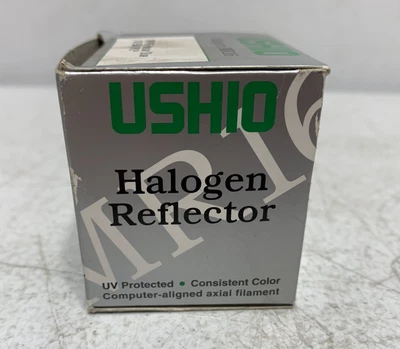 USHIO
MR16
Halogen
Reflector
UV Protected • Consistent Color
Computer-aligned axial filament